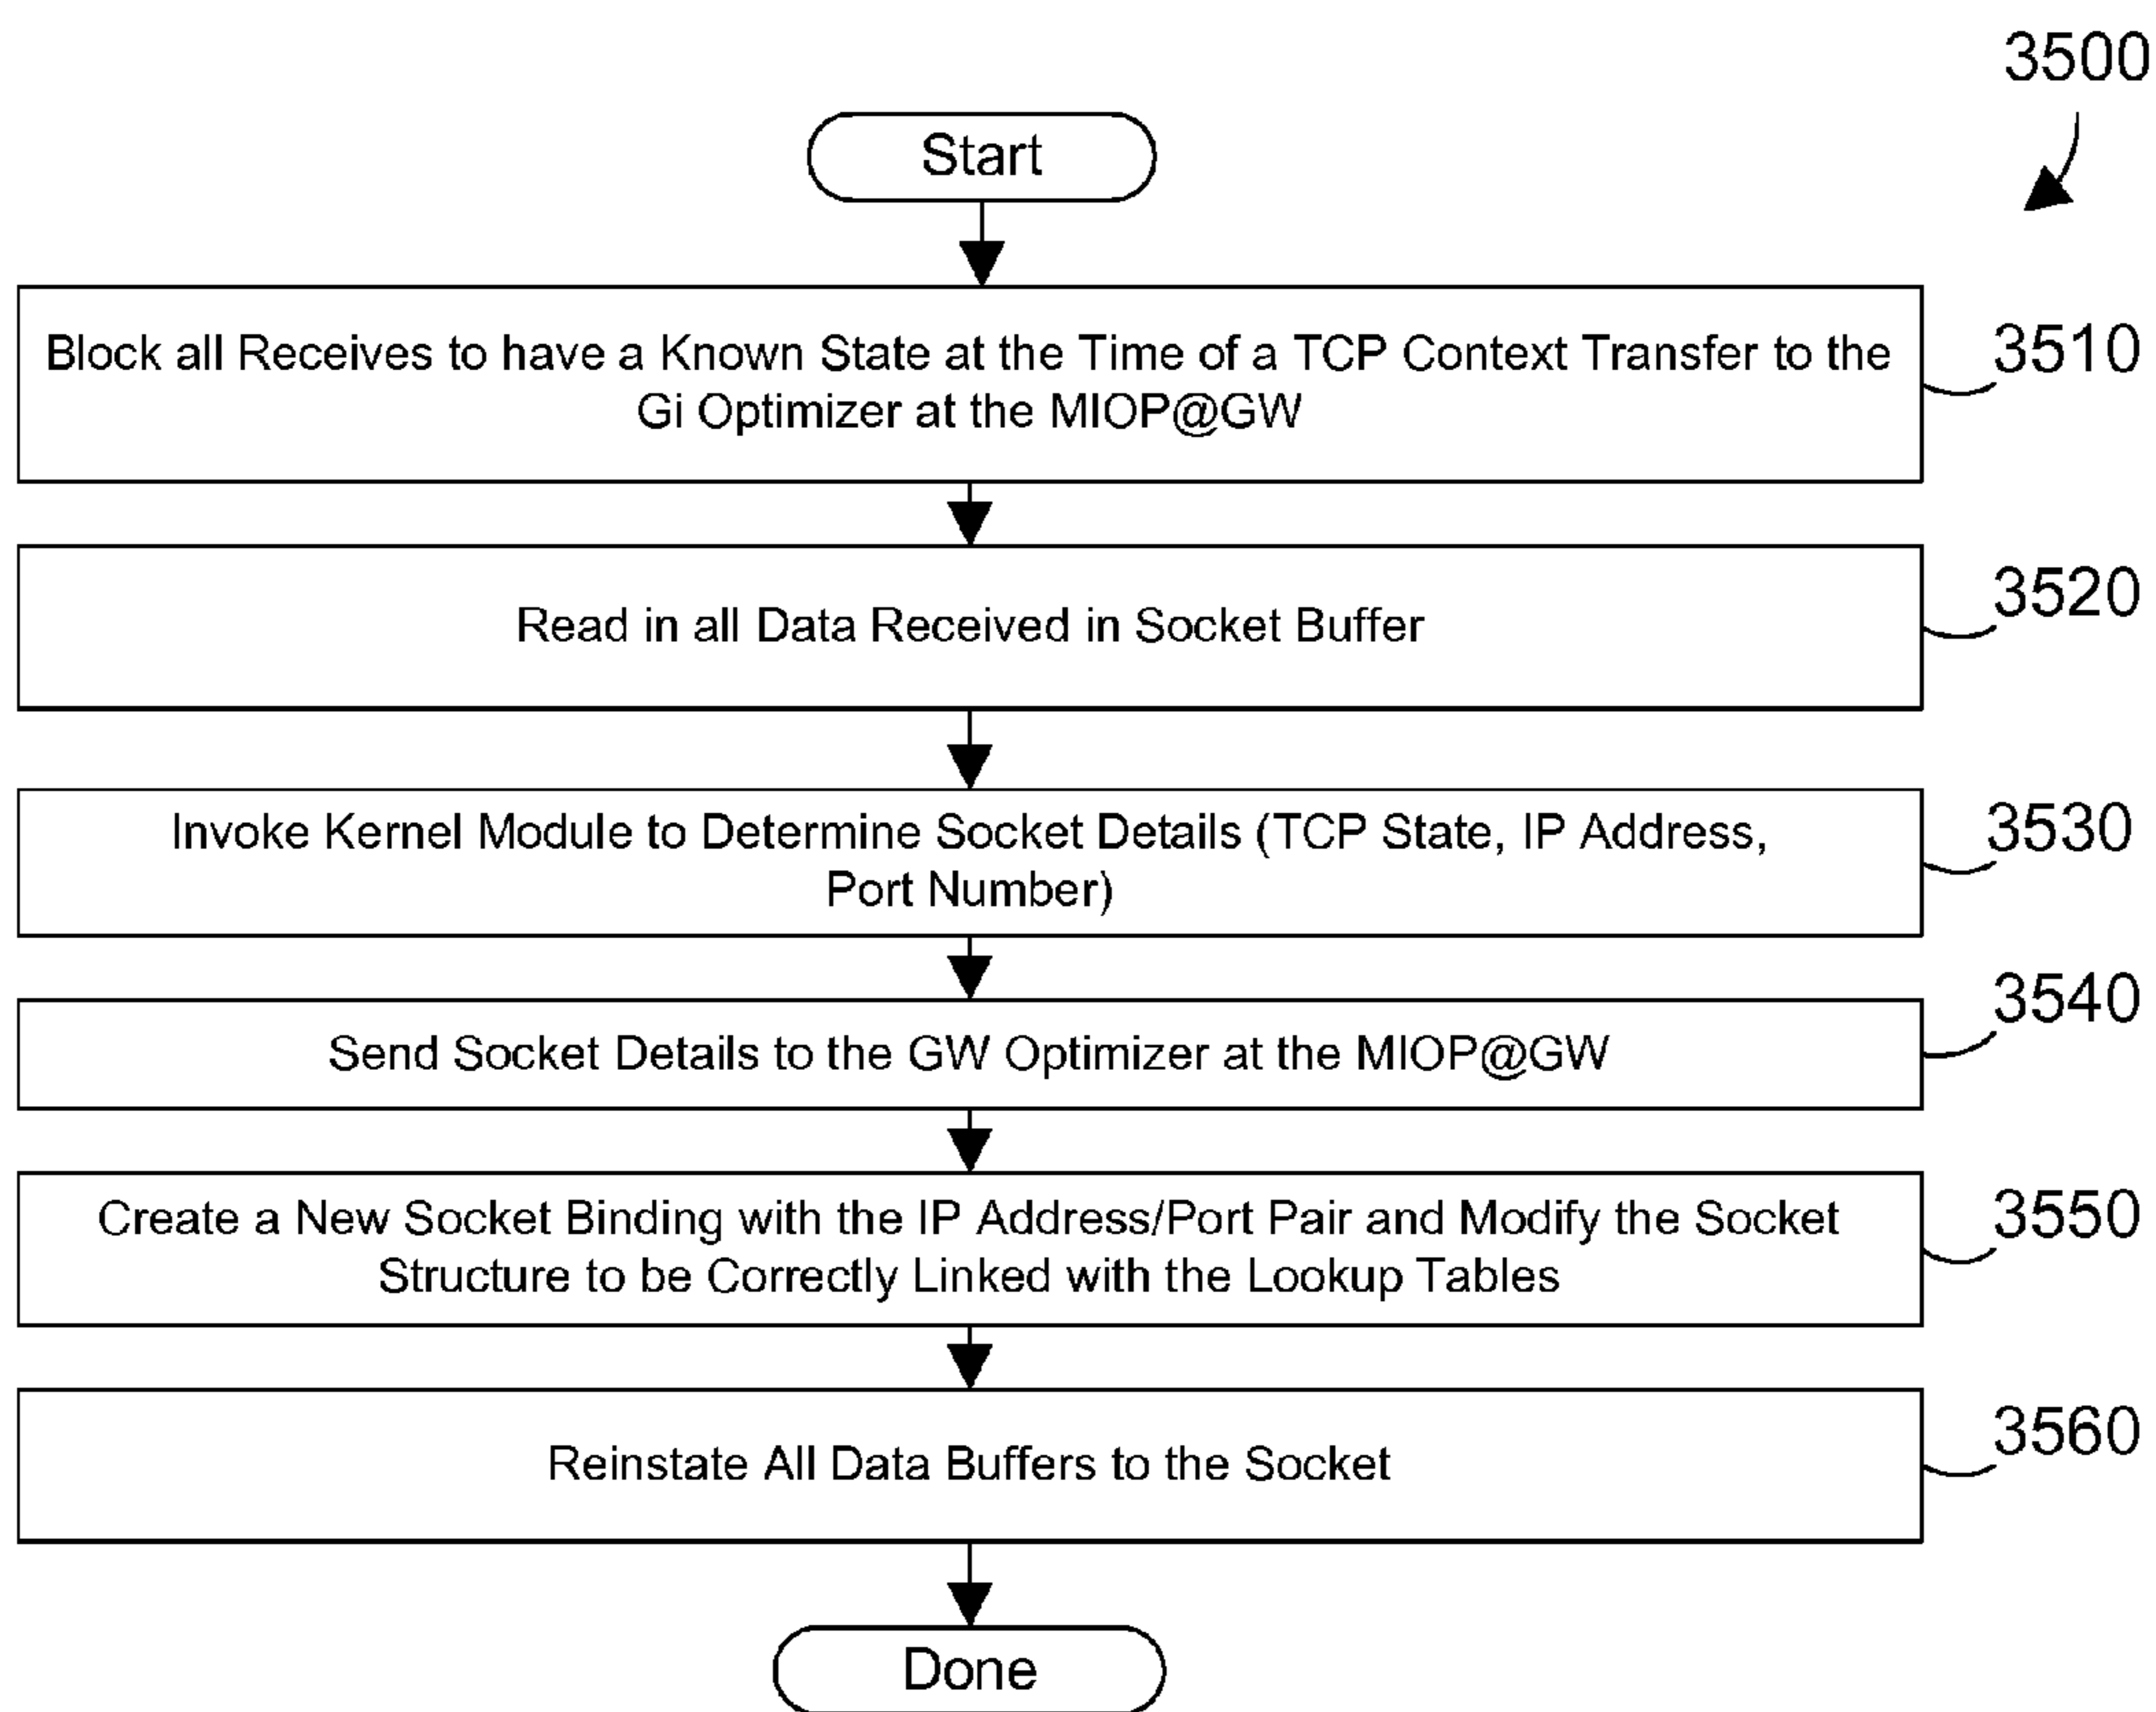 3500
Start
Block all Receives to have a Known State at the Time of a TCP Context Transfer to the
Gi Optimizer at the MIOP@GW
3510
Read in all Data Received in Socket Buffer
3520
Invoke Kernel Module to Determine Socket Details (TCP State, IP Address,
Port Number)
3530
Send Socket Details to the GW Optimizer at the MIOP@GW
3540
Create a New Socket Binding with the IP Address/Port Pair and Modify the Socket
Structure to be Correctly Linked with the Lookup Tables
3550
Reinstate All Data Buffers to the Socket
3560
Done